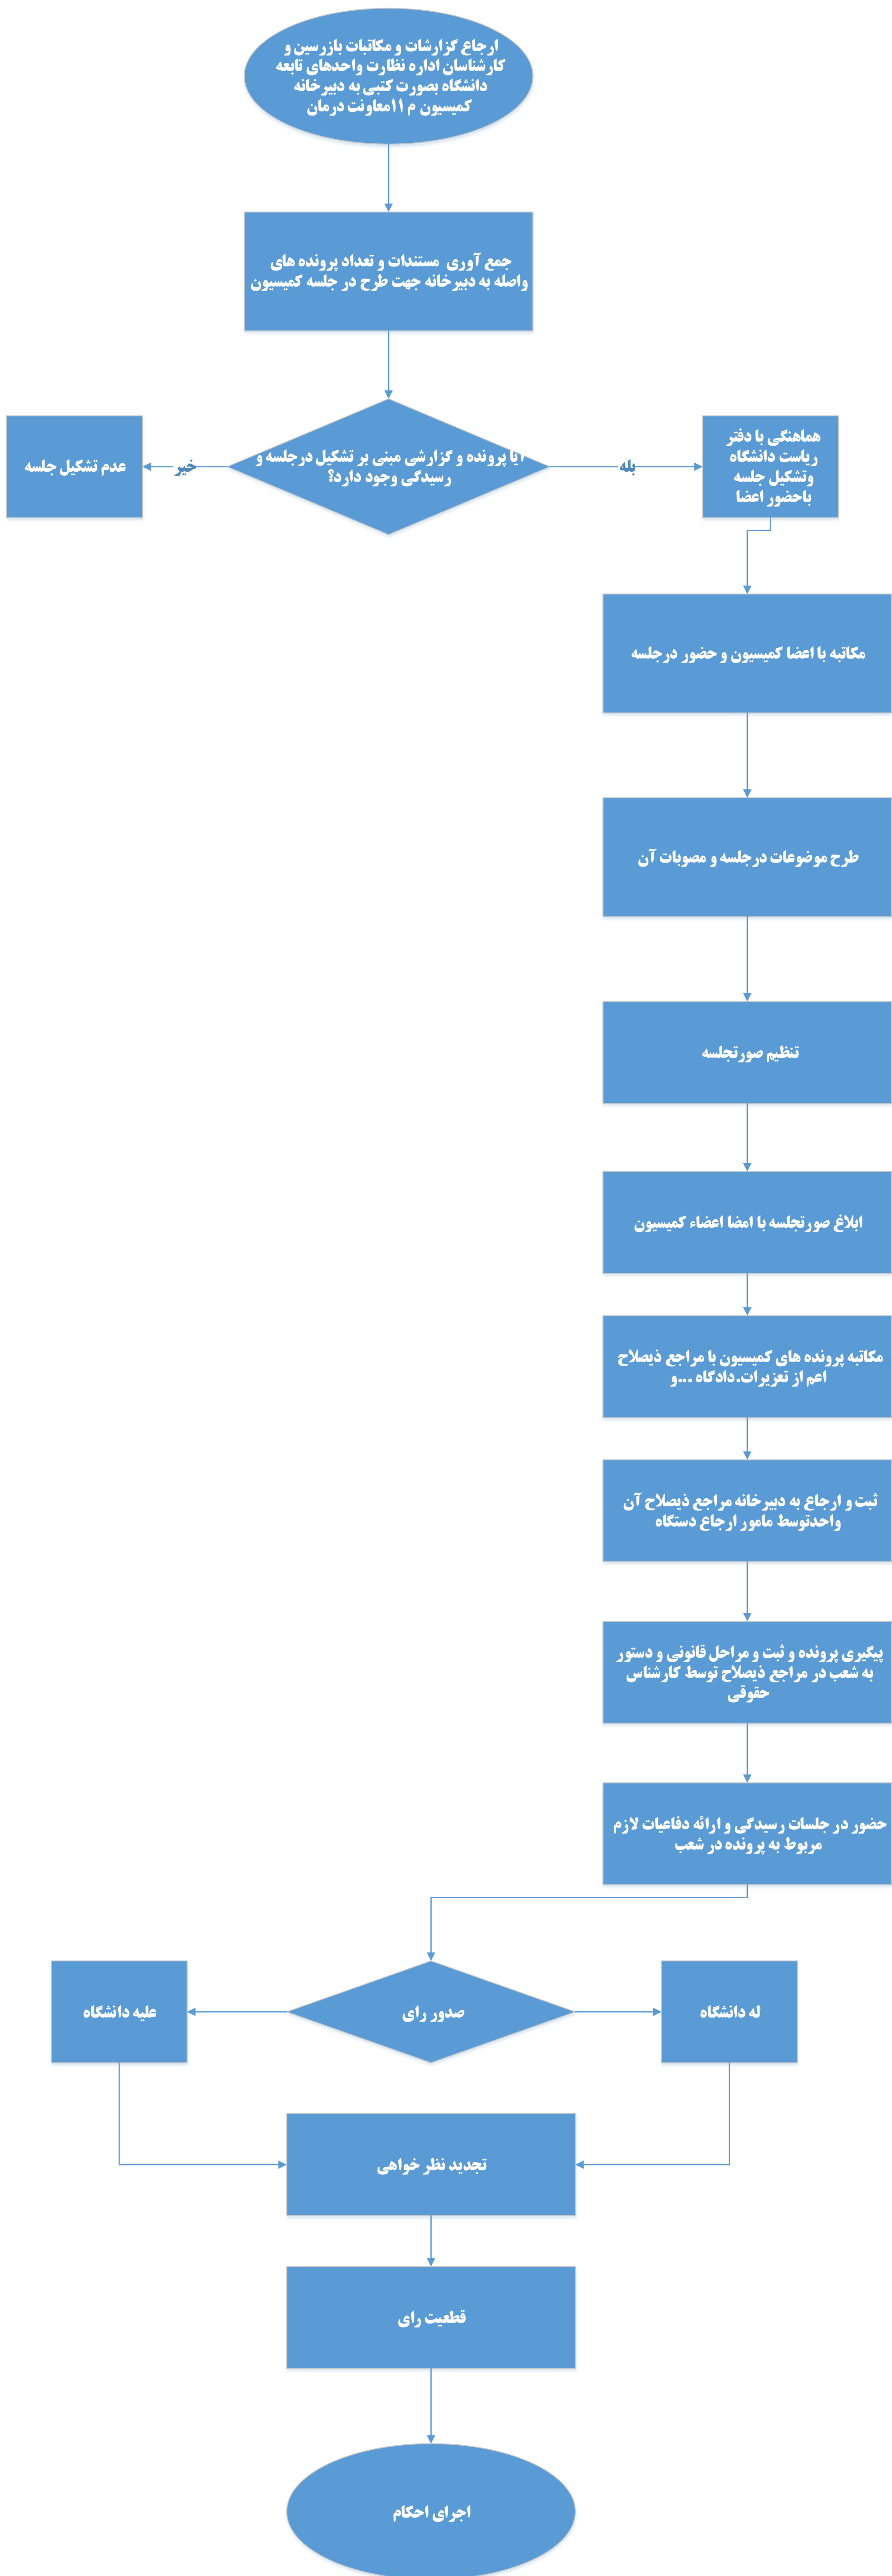 ارجاع گزارشات و مکاتبات بازرسین و
کارشناسان اداره نظارت واحدهای تابعه
دانشگاه بصورت کتبی به دبیرخانه
کمیسیون م ۱۱معاونت درمان
جمع آوری مستندات و تعداد پرونده های
واصله به دبیرخانه جهت طرح در جلسه کمیسیون
آیا پرونده و گزارشی مبنی بر تشکیل درجلسه و
رسیدگی وجود دارد؟
بله
خیر
هماهنگی با دفتر
ریاست دانشگاه
وتشکیل جلسه
باحضور اعضا
عدم تشکیل جلسه
مکاتبه با اعضا کمیسیون و حضور درجلسه
طرح موضوعات درجلسه و مصوبات آن
تنظیم صورتجلسه
ابلاغ صورتجلسه با امضا اعضاء کمیسیون
مکاتبه پرونده های کمیسیون با مراجع ذیصلاح
اعم از تعزیرات.دادگاه ...و
ثبت و ارجاع به دبیرخانه مراجع ذیصلاح آن
واحدتوسط مامور ارجاع دستگاه
پیگیری پرونده و ثبت و مراحل قانونی و دستور
به شعب در مراجع ذیصلاح توسط کارشناس
حقوقی
حضور در جلسات رسیدگی و ارائه دفاعیات لازم
مربوط به پرونده در شعب
صدور رای
له دانشگاه
علیه دانشگاه
تجدید نظر خواهی
قطعیت رای
اجرای احکام